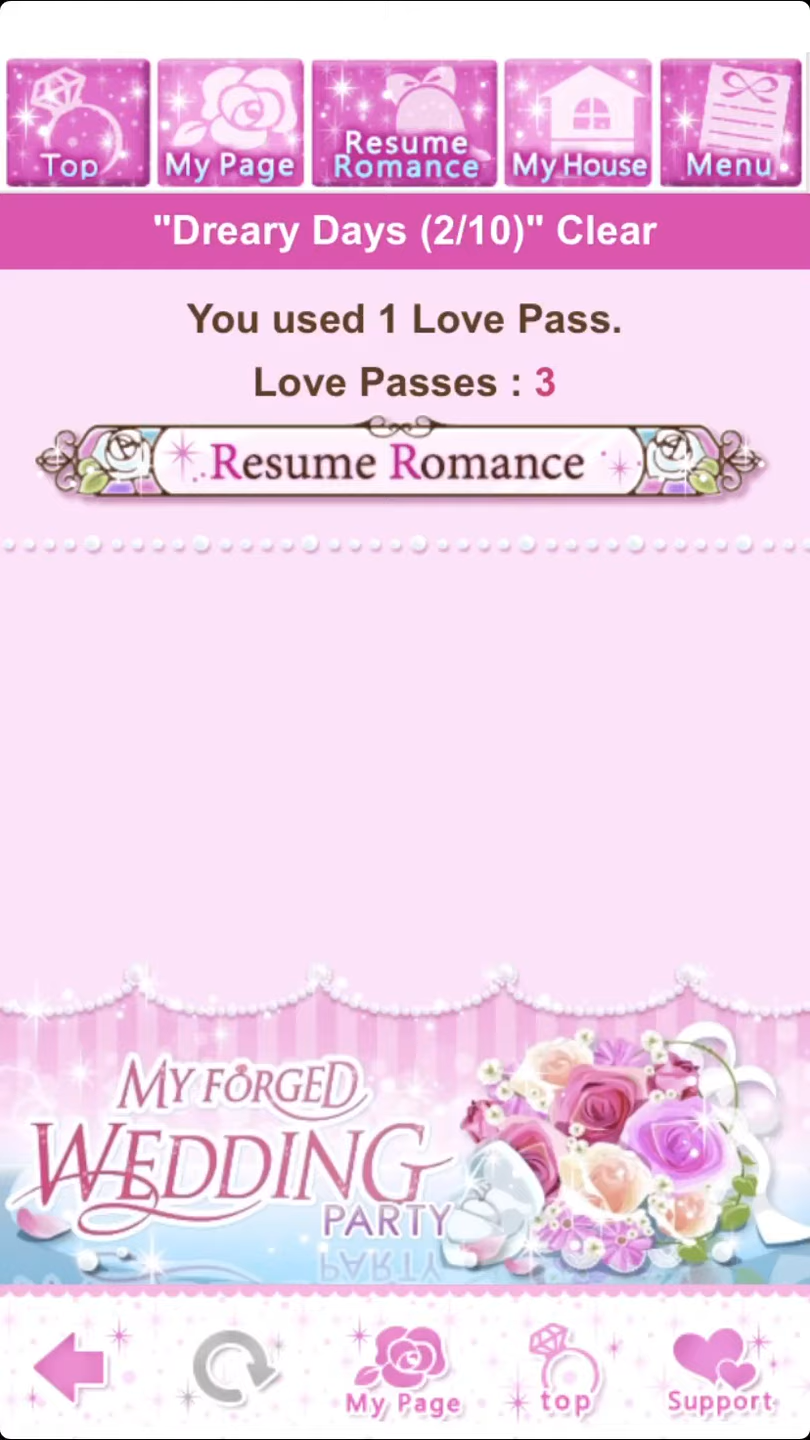 Top
My Page
Resume
Romance
My House
Menu
"Dreary Days (2/10)" Clear
You used 1 Love Pass.
Love Passes : 3
Resume Romance
MY FORGED
WEDDING
PARTY
PARTY
My Page
top
Support